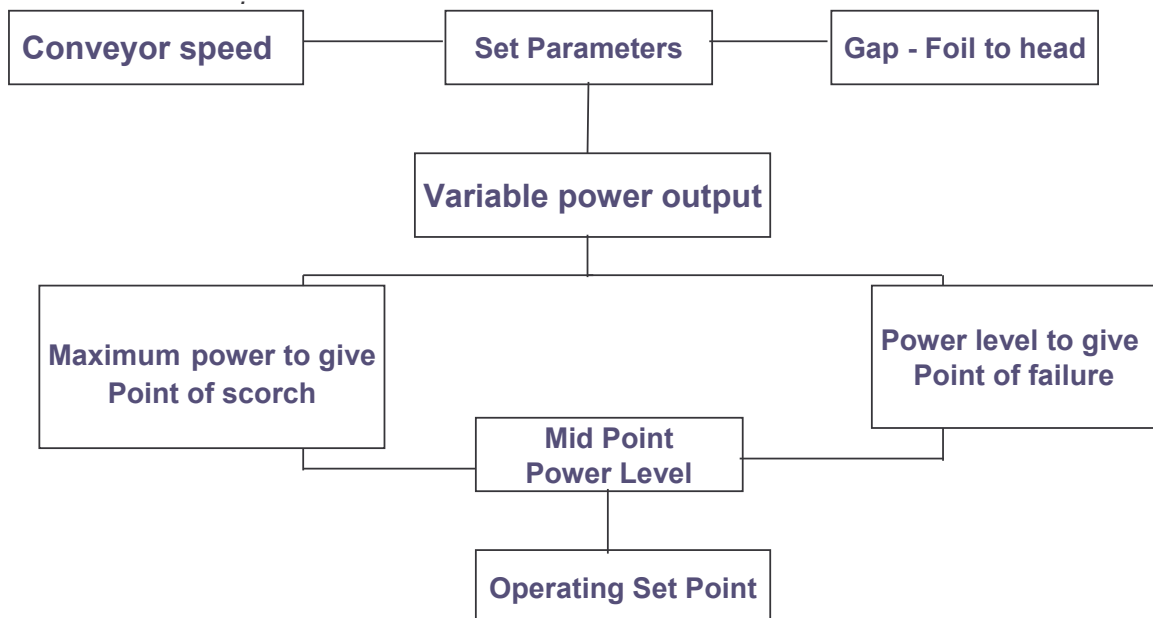 Conveyor speed
Set Parameters
Gap - Foil to head
Variable power output
Maximum power to give
Point of scorch
Power level to give
Point of failure
Mid Point
Power Level
Operating Set Point